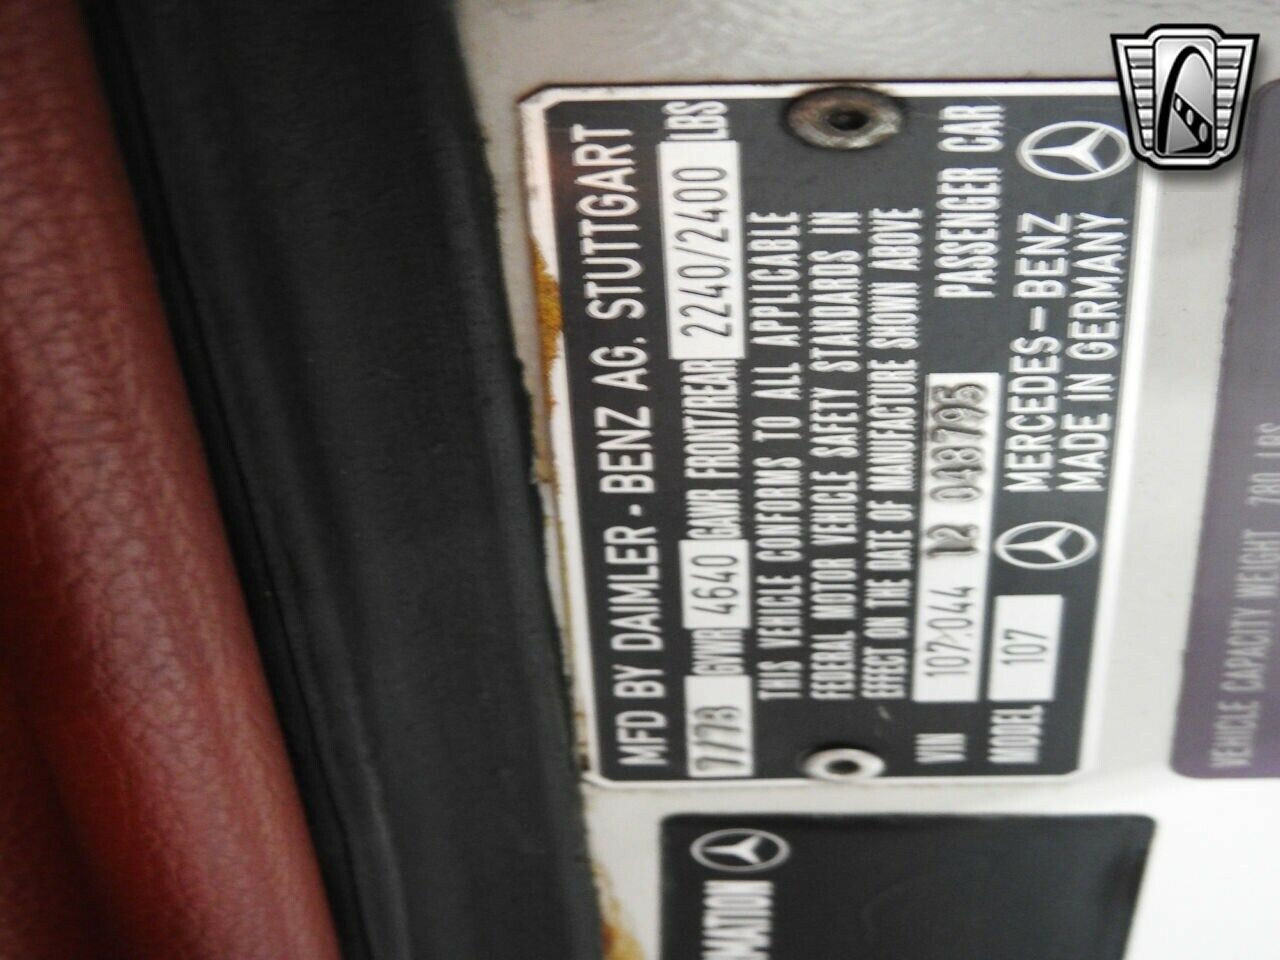 MFD BY DAIMLER-BENZ AG. STUTTGART
7/78 GVWR 4640 GAWR FRONT/REAR 2240/2400 LBS
THIS VEHICLE CONFORMS TO ALL APPLICABLE
FEDERAL MOTOR VEHICLE SAFETY STANDARDS IN
EFFECT ON THE DATE OF MANUFACTURE SHOWN ABOVE
VIN 107.044 12 048795 PASSENGER CAR
MODEL 107 MERCEDES-BENZ
MADE IN GERMANY
VEHICLE CAPACITY WEIGHT 780 LBS
RMATION